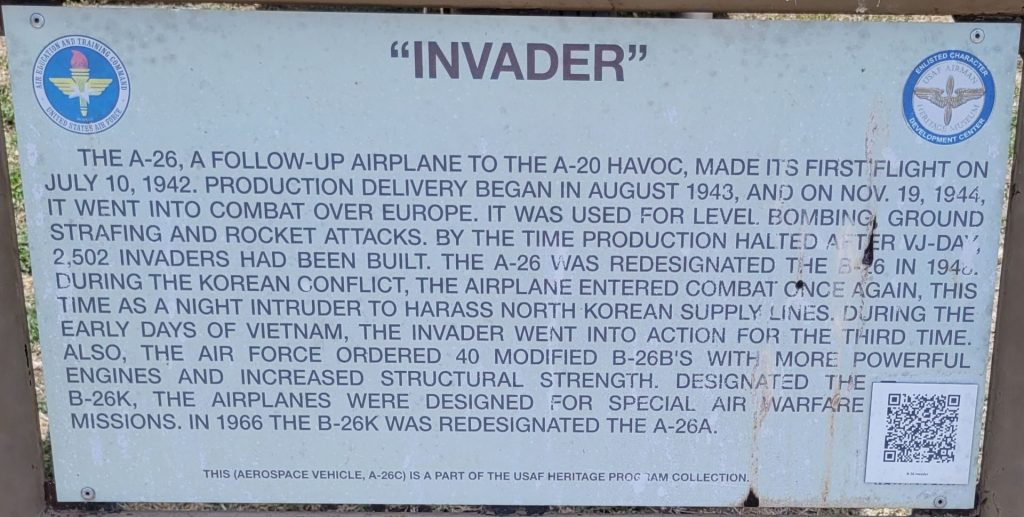 "INVADER"
AIR EDUCATION AND TRAINING COMMAND
UNITED STATES AIR FORCE
ENLISTED CHARACTER
USAF AIRMAN
HERITAGE MUSEUM
DEVELOPMENT CENTER
THE A-26, A FOLLOW-UP AIRPLANE TO THE A-20 HAVOC, MADE ITS FIRST FLIGHT ON
JULY 10, 1942. PRODUCTION DELIVERY BEGAN IN AUGUST 1943, AND ON NOV. 19, 1944,
IT WENT INTO COMBAT OVER EUROPE. IT WAS USED FOR LEVEL BOMBING, GROUND
STRAFING AND ROCKET ATTACKS. BY THE TIME PRODUCTION HALTED AFTER VJ-DAY,
2,502 INVADERS HAD BEEN BUILT. THE A-26 WAS REDESIGNATED THE B-26 IN
DURING THE KOREAN CONFLICT, THE AIRPLANE ENTERED COMBAT ONCE AGAIN, THIS
TIME AS A NIGHT INTRUDER TO HARASS NORTH KOREAN SUPPLY LINES. DURING THE
EARLY DAYS OF VIETNAM, THE INVADER WENT INTO ACTION FOR THE THIRD TIME.
ALSO, THE AIR FORCE ORDERED 40 MODIFIED B-26B'S WITH MORE POWERFUL
ENGINES AND INCREASED STRUCTURAL STRENGTH. DESIGNATED THE
B-26K, THE AIRPLANES WERE DESIGNED FOR SPECIAL AIR WARFARE
MISSIONS. IN 1966 THE B-26K WAS REDESIGNATED THE A-26A.
THIS (AEROSPACE VEHICLE, A-26C) IS A PART OF THE USAF HERITAGE PROGRAM COLLECTION.